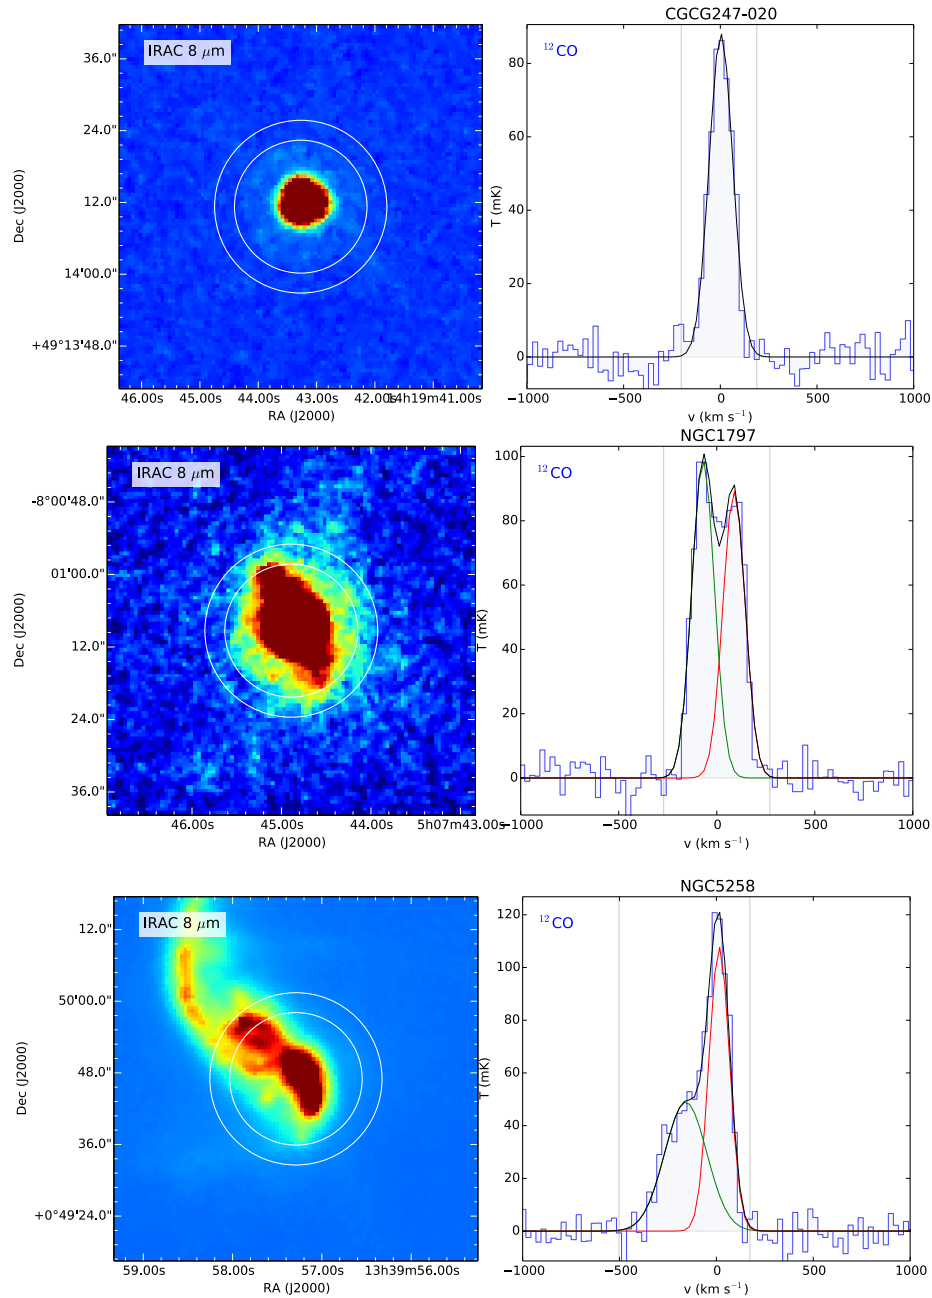 CGCG247-020
IRAC 8 μm
12CO
36.0"
24.0"
12.0"
14'00.0"
+49°13'48.0"
Dec (J2000)
46.00s 45.00s 44.00s 43.00s 42.00s 14h19m41.00s
RA (J2000)
80
60
40
20
0
T (mK)
−1000 −500 0 500 1000
v (km s−1)
NGC1797
IRAC 8 μm
12CO
-8°00'48.0"
01'00.0"
12.0"
24.0"
36.0"
Dec (J2000)
46.00s 45.00s 44.00s 5h07m43.00s
RA (J2000)
100
80
60
40
20
0
T (mK)
−1000 −500 0 500 1000
v (km s−1)
NGC5258
IRAC 8 μm
12CO
12.0"
50'00.0"
48.0"
36.0"
+0°49'24.0"
Dec (J2000)
59.00s 58.00s 57.00s 13h39m56.00s
RA (J2000)
120
100
80
60
40
20
0
T (mK)
−1000 −500 0 500 1000
v (km s−1)